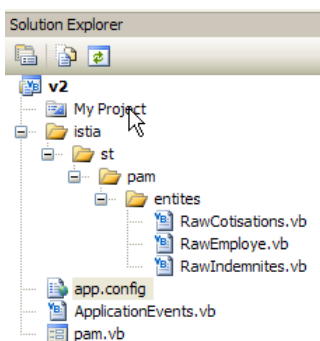 Solution Explorer
v2
My Project
istia
st
pam
entites
RawCotisations.vb
RawEmploye.vb
RawIndemnites.vb
app.config
ApplicationEvents.vb
pam.vb